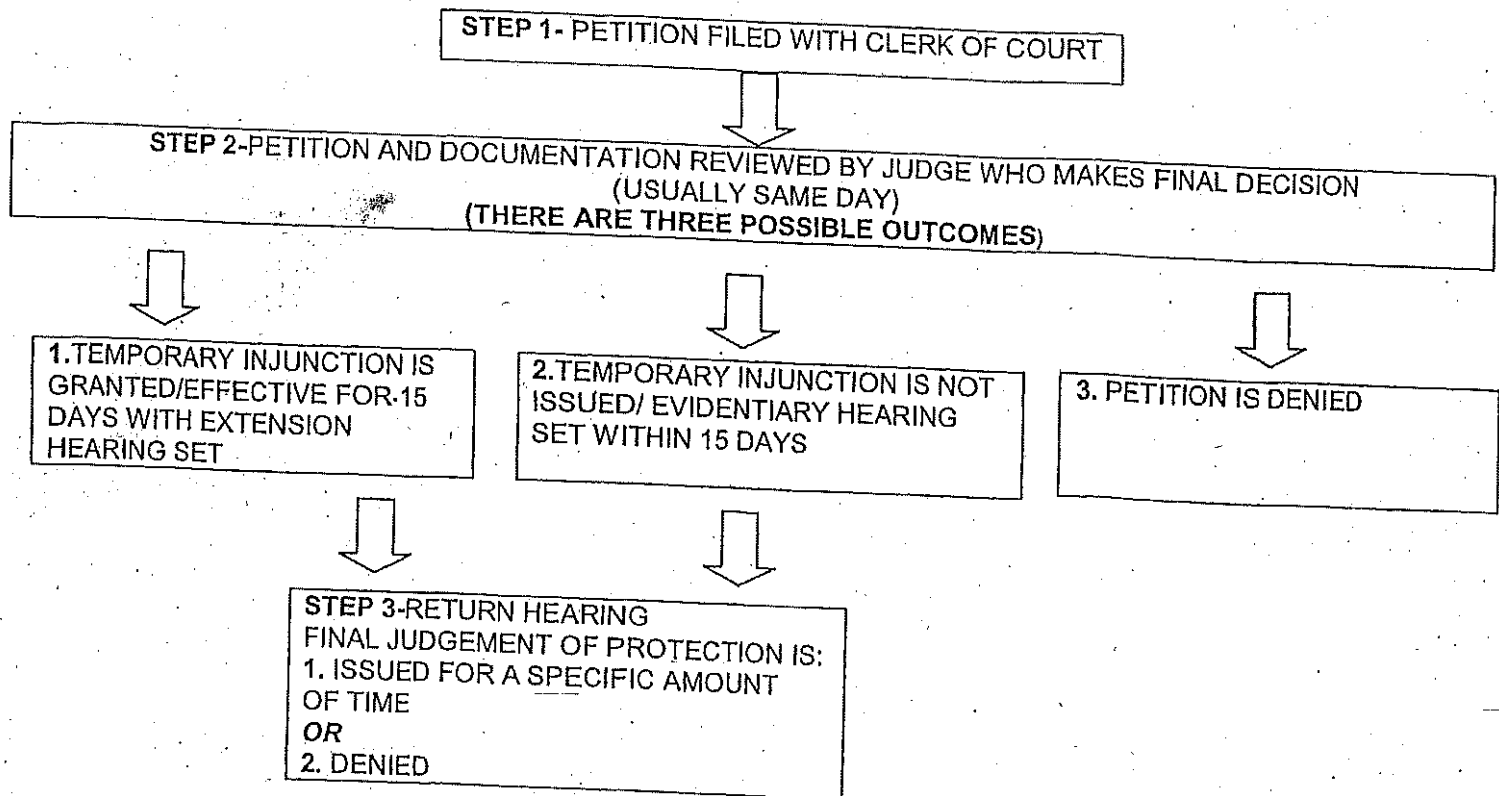 STEP 1- PETITION FILED WITH CLERK OF COURT
STEP 2-PETITION AND DOCUMENTATION REVIEWED BY JUDGE WHO MAKES FINAL DECISION
(USUALLY SAME DAY)
(THERE ARE THREE POSSIBLE OUTCOMES)
1.TEMPORARY INJUNCTION IS
GRANTED/EFFECTIVE FOR 15
DAYS WITH EXTENSION
HEARING SET
2.TEMPORARY INJUNCTION IS NOT
ISSUED/ EVIDENTIARY HEARING
SET WITHIN 15 DAYS
3. PETITION IS DENIED
STEP 3-RETURN HEARING
FINAL JUDGEMENT OF PROTECTION IS:
1. ISSUED FOR A SPECIFIC AMOUNT
OF TIME
OR
2. DENIED